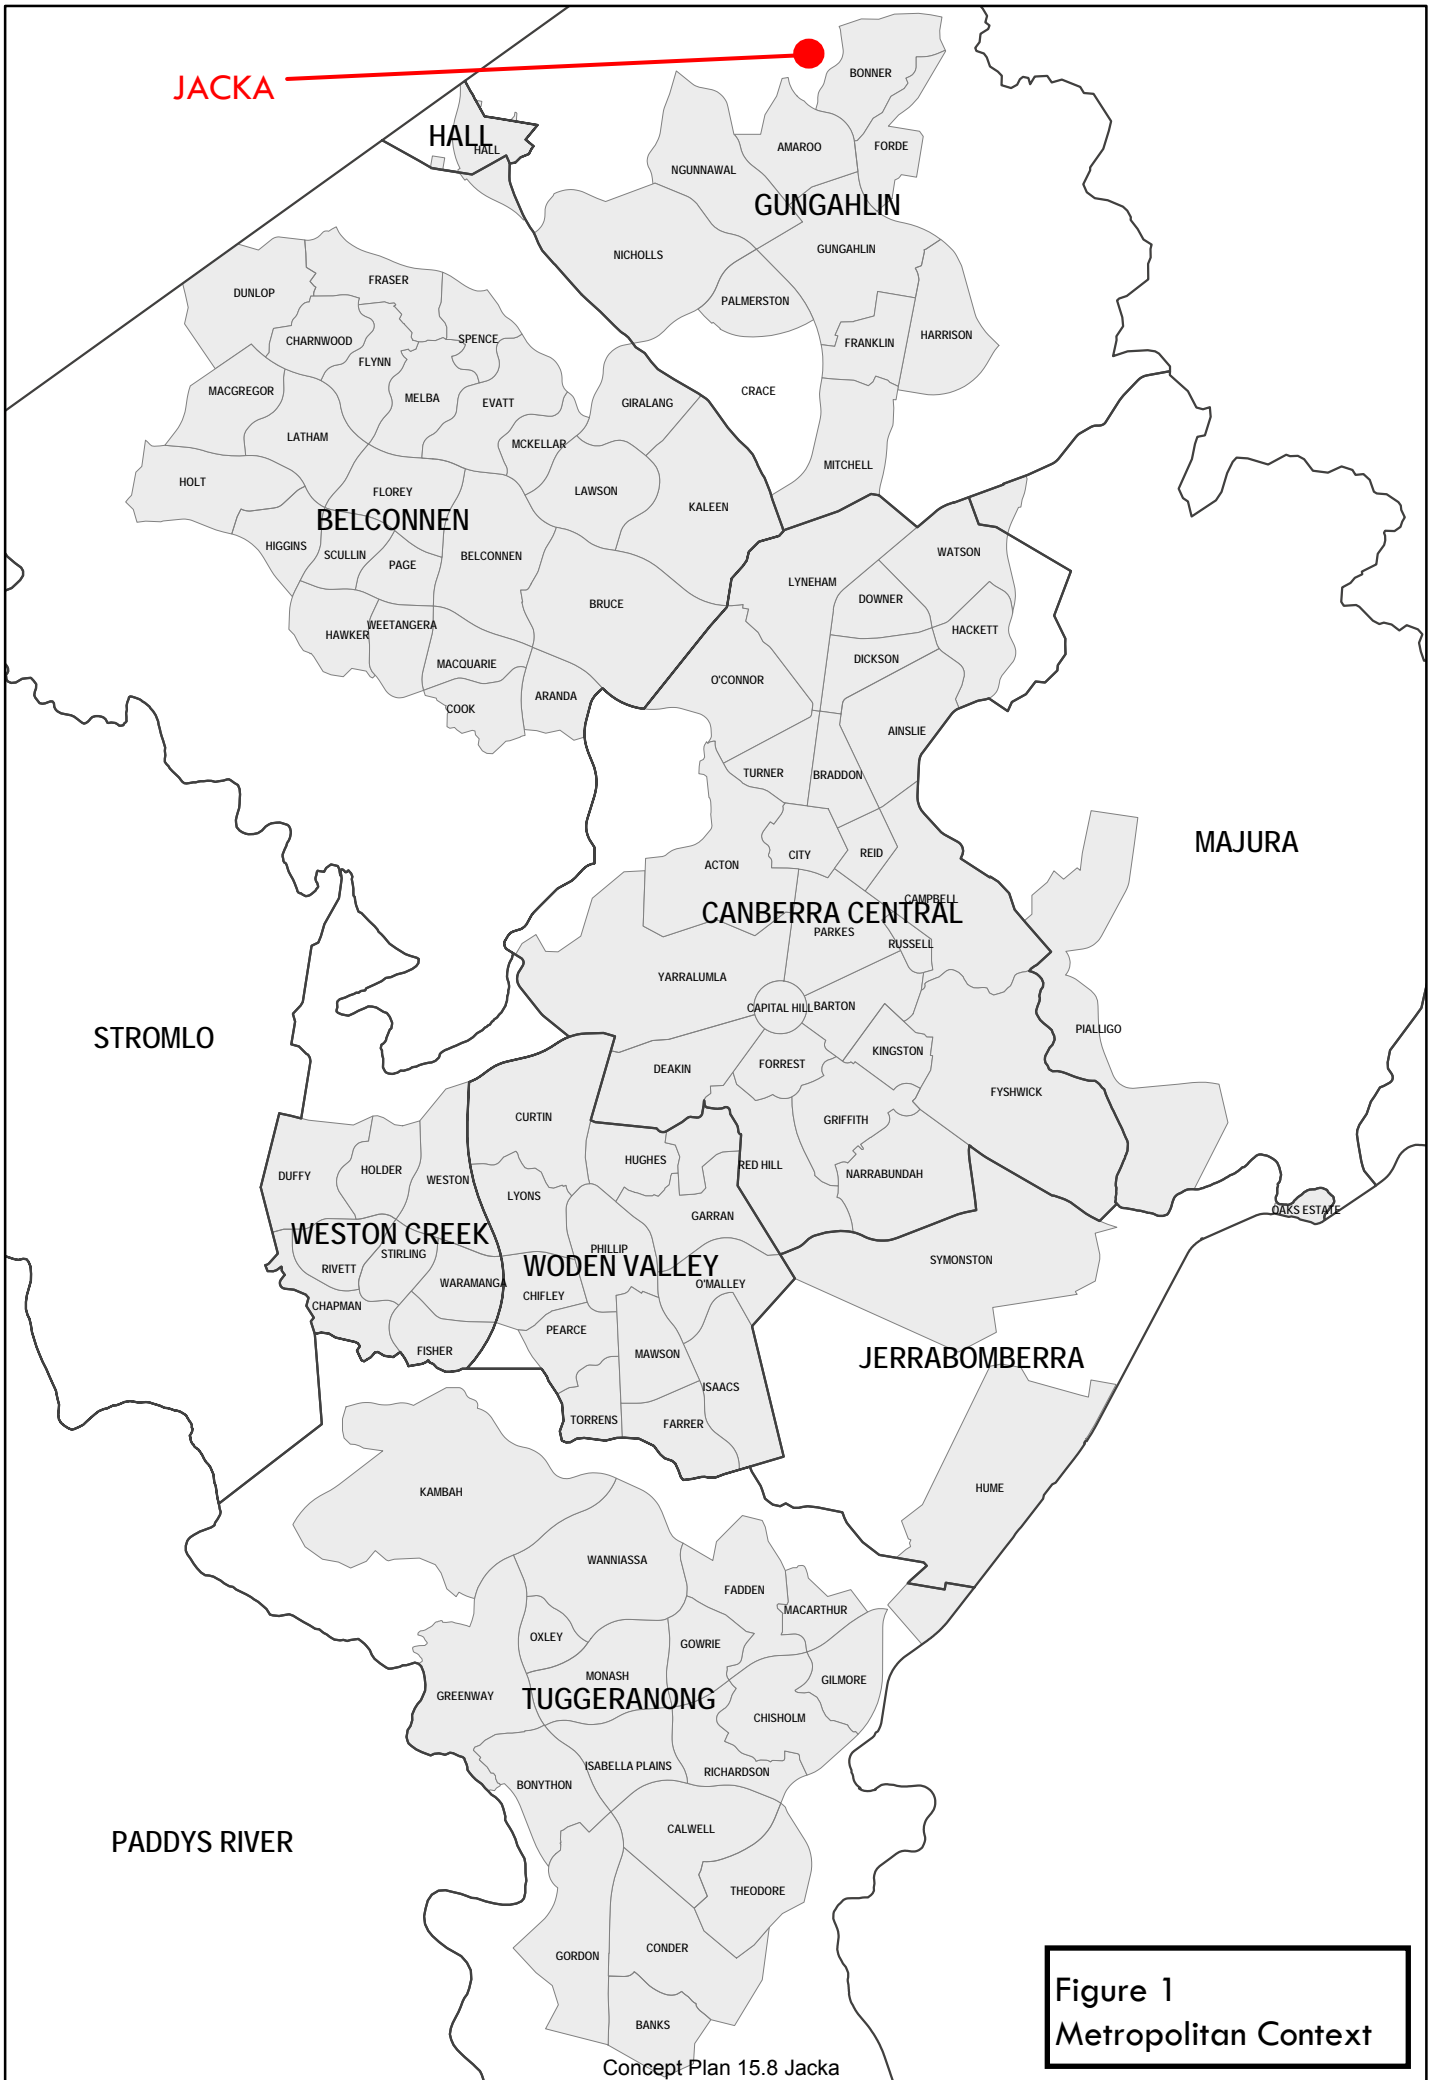 JACKA
BONNER
HALL
HALL
AMAROO
FORDE
NGUNNAWAL
GUNGAHLIN
GUNGAHLIN
NICHOLLS
PALMERSTON
FRANKLIN
HARRISON
CRACE
MITCHELL
DUNLOP
FRASER
CHARNWOOD
SPENCE
FLYNN
MACGREGOR
MELBA
EVATT
GIRALANG
LATHAM
MCKELLAR
HOLT
FLOREY
LAWSON
KALEEN
BELCONNEN
HIGGINS
SCULLIN
PAGE
BELCONNEN
BRUCE
HAWKER
WEETANGERA
MACQUARIE
COOK
ARANDA
WATSON
LYNEHAM
DOWNER
HACKETT
DICKSON
O'CONNOR
AINSLIE
TURNER
BRADDON
CITY
REID
ACTON
CAMPBELL
CANBERRA CENTRAL
PARKES
RUSSELL
YARRALUMLA
CAPITAL HILL
BARTON
MAJURA
PIALLIGO
STROMLO
DEAKIN
FORREST
KINGSTON
FYSHWICK
GRIFFITH
RED HILL
NARRABUNDAH
OAKS ESTATE
CURTIN
HUGHES
LYONS
GARRAN
PHILLIP
WODEN VALLEY
O'MALLEY
CHIFLEY
PEARCE
MAWSON
ISAACS
TORRENS
FARRER
DUFFY
HOLDER
WESTON
WESTON CREEK
STIRLING
RIVETT
WARAMANGA
CHAPMAN
FISHER
SYMONSTON
JERRABOMBERRA
HUME
KAMBAH
WANNIASSA
FADDEN
MACARTHUR
OXLEY
GOWRIE
MONASH
GILMORE
GREENWAY
TUGGERANONG
CHISHOLM
ISABELLA PLAINS
RICHARDSON
BONYTHON
CALWELL
PADDYS RIVER
THEODORE
GORDON
CONDER
BANKS
Figure 1
Metropolitan Context
Concept Plan 15.8 Jacka